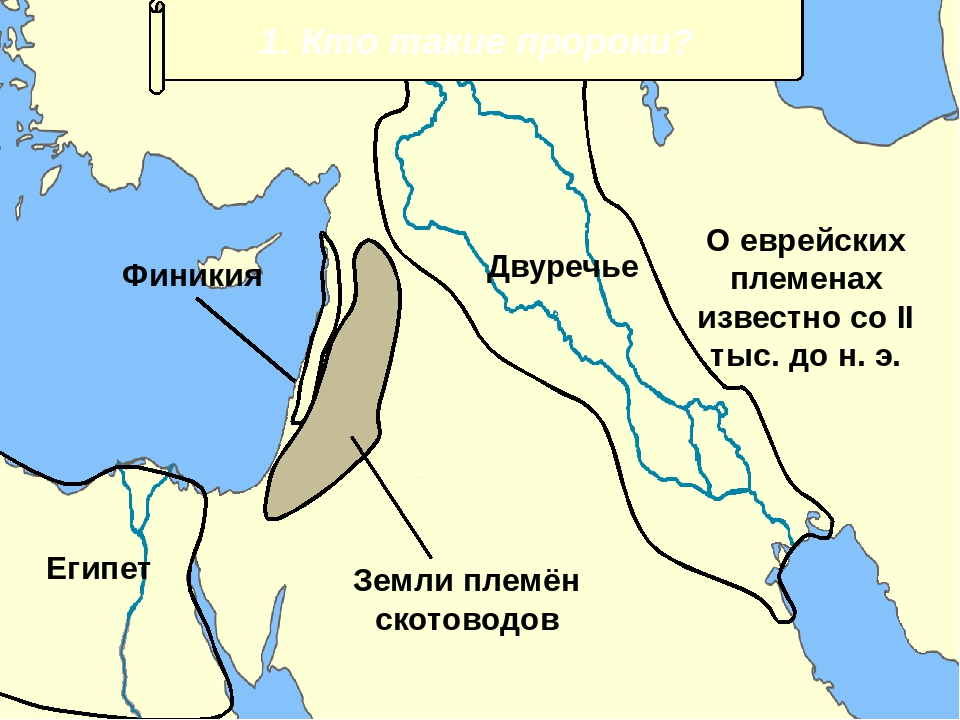 1. Кто такие пророки?
О еврейских
племенах
известно со II
тыс. до н. э.
Двуречье
Финикия
Египет
Земли племён
скотоводов